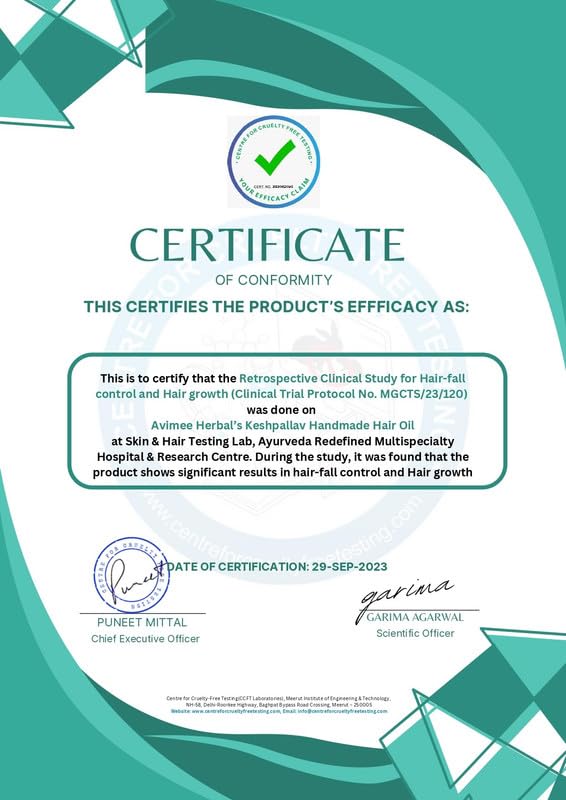 CENTRE FOR CRUELTY FREE TESTING
YOUR EFFICACY CLAIM
CERTIFICATE
OF CONFORMITY
THIS CERTIFIES THE PRODUCT'S EFFFICACY AS:
This is to certify that the Retrospective Clinical Study for Hair-fall
control and Hair growth (Clinical Trial Protocol No. MGCTS/23/120)
was done on
Avimee Herbal's Keshpallav Handmade Hair Oil
at Skin & Hair Testing Lab, Ayurveda Redefined Multispecialty
Hospital & Research Centre. During the study, it was found that the
product shows significant results in hair-fall control and Hair growth
www.centreforcruelty-freetesting.com
DATE OF CERTIFICATION: 29-SEP-2023
Puneet
garima
PUNEET MITTAL
Chief Executive Officer
GARIMA AGARWAL
Scientific Officer
Centre for Cruelty-Free Testing(CCFT Laboratories), Meerut Institute of Engineering & Technology,
NH-58, Delhi-Roorkee Highway, Baghpat Bypass Road Crossing, Meerut – 250005
Website: www.centreforcrueltyfreetesting.com, Email: info@centreforcrueltyfreetesting.com